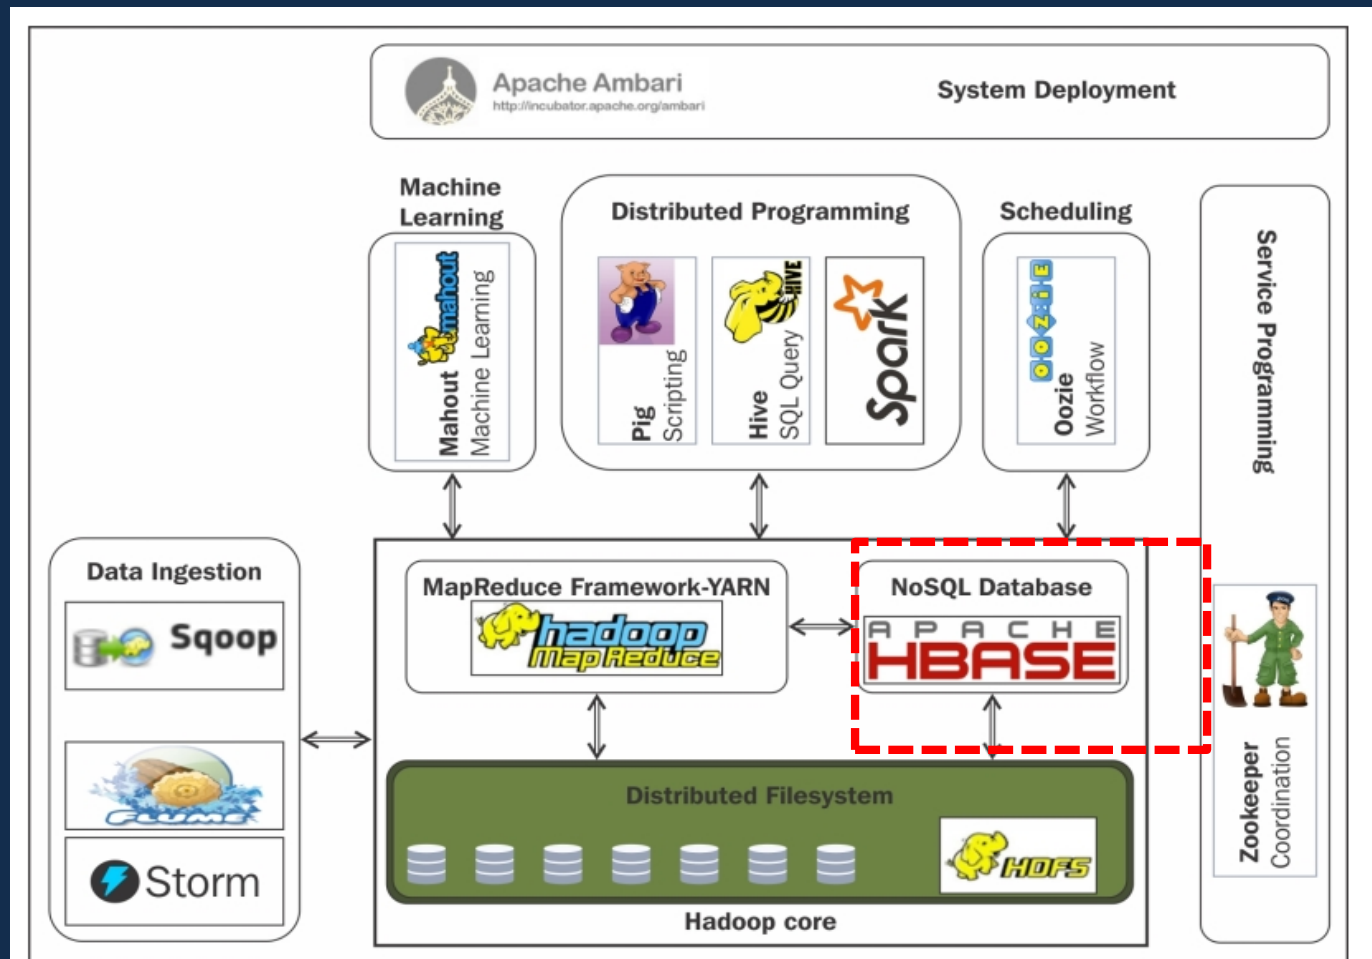 Apache Ambari
http://incubator.apache.org/ambari
System Deployment
Machine
Learning
mahout
Mahout
Machine Learning
Distributed Programming
Pig
Scripting
HIVE
Hive
SQL Query
Spark
Scheduling
OOZIE
Oozie
Workflow
Service Programming
Zookeeper
Coordination
Data Ingestion
Sqoop
flume
Storm
MapReduce Framework-YARN
hadoop
MapReduce
NoSQL Database
APACHE
HBASE
Distributed Filesystem
HDFS
Hadoop core